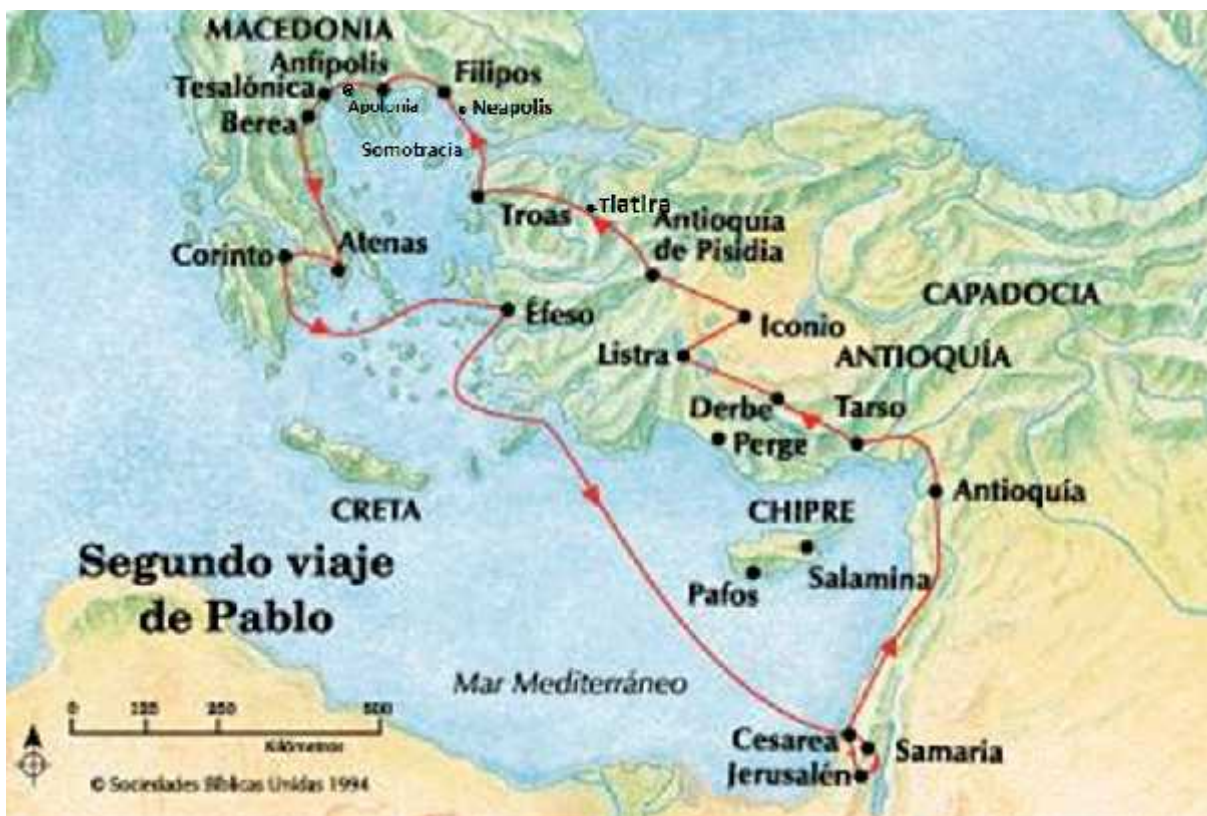 MACEDONIA
Anfipolis
Tesalónica
Filipos
Apolonia
Neapolis
Berea
Somotracia
Troas
Tiatira
Antioquía
de Pisidia
Corinto
Atenas
CAPADOCIA
Efeso
Iconio
Listra
ANTIOQUÍA
Derbe
Tarso
Perge
Antioquía
CRETA
CHIPRE
Segundo viaje
de Pablo
Pafos
Salamina
Mar Mediterráneo
0 125 250 500
Kilómetros
Cesarea
Samaria
Jerusalén
© Sociedades Bíblicas Unidas 1994